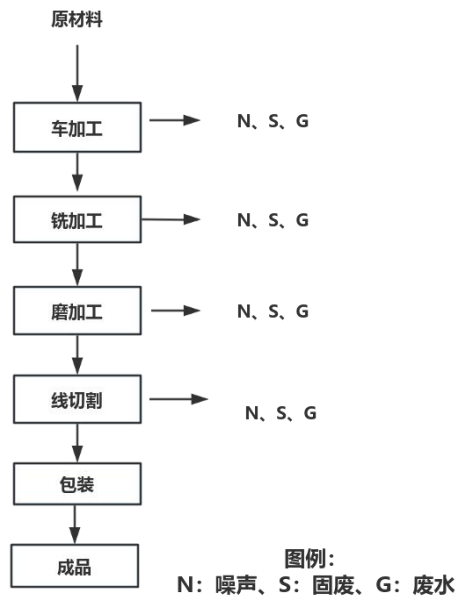 原材料
车加工
N、S、G
铣加工
N、S、G
磨加工
N、S、G
线切割
N、S、G
包装
成品
图例：
N：噪声、S：固废、G：废水